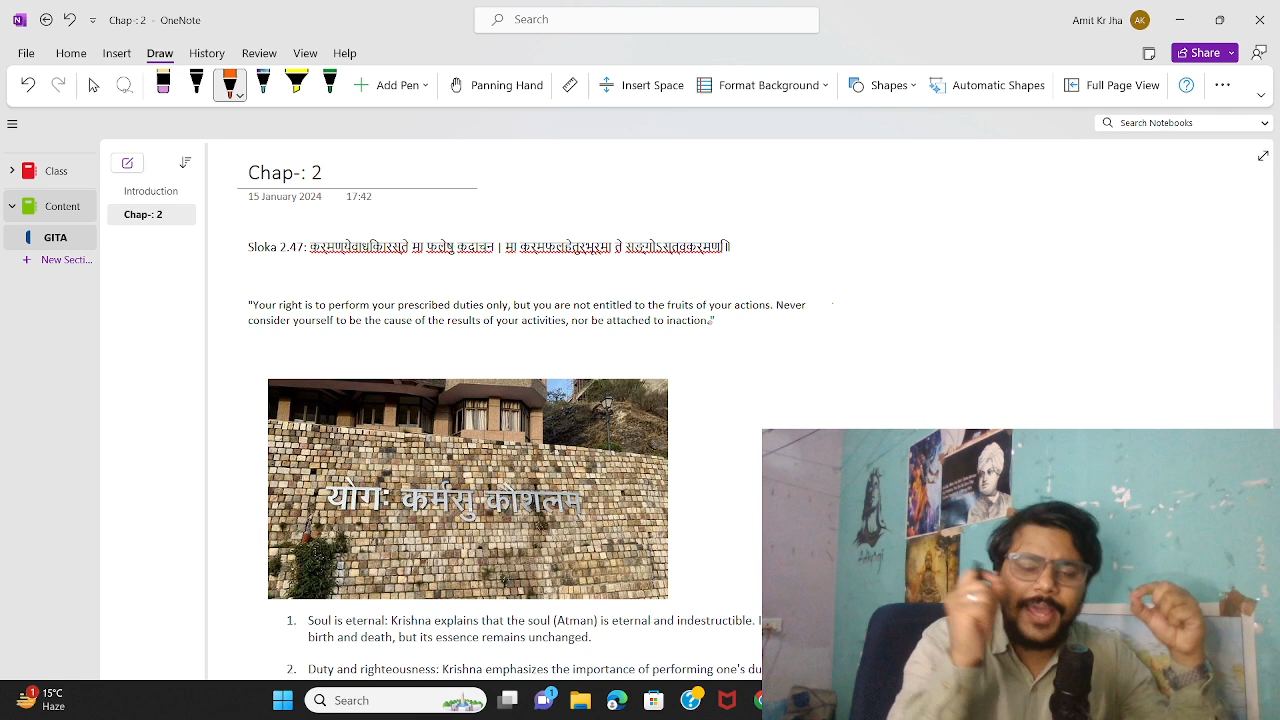 Chap-: 2 - OneNote
Search
Amit Kr Jha
AK
File
Home
Insert
Draw
History
Review
View
Help
Share
Add Pen
Panning Hand
Insert Space
Format Background
Shapes
Automatic Shapes
Full Page View
Search Notebooks
Class
Content
GITA
New Secti...
Introduction
Chap-: 2
Chap-: 2
15 January 2024 17:42
Sloka 2.47:
"Your right is to perform your prescribed duties only, but you are not entitled to the fruits of your actions. Never
consider yourself to be the cause of the results of your activities, nor be attached to inaction."
योगः कर्मसु कौशलम्
1. Soul is eternal: Krishna explains that the soul (Atman) is eternal and indestructible.
birth and death, but its essence remains unchanged.
2. Duty and righteousness: Krishna emphasizes the importance of performing one's du
1
15°C
Haze
Search
1